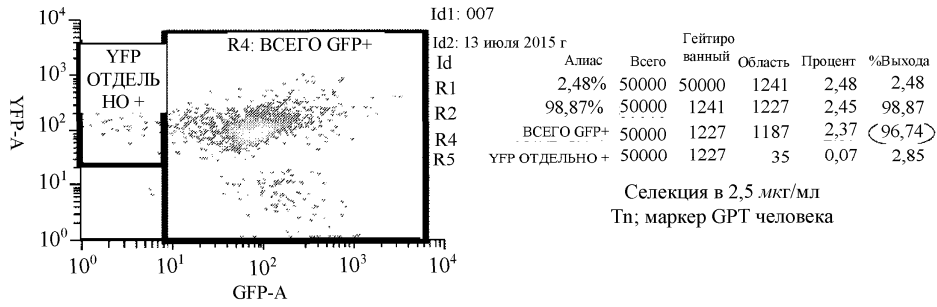 Id1: 007
Id2: 13 июля 2015 г
YFP
ОТДЕЛЬ
НО +
R4: ВСЕГО GFP+
YFP-A
10⁴
10³
10²
10¹
10⁰
10⁰ 10¹ 10² 10³ 10⁴
GFP-A
Id Алиас Всего Гейтиро
ванный Область Процент %Выхода
R1 2,48% 50000 50000 1241 2,48 2,48
R2 98,87% 50000 1241 1227 2,45 98,87
R4 ВСЕГО GFP+ 50000 1227 1187 2,37 96,74
R5 YFP ОТДЕЛЬНО + 50000 1227 35 0,07 2,85
Селекция в 2,5 мкг/мл
Tn; маркер GPT человека